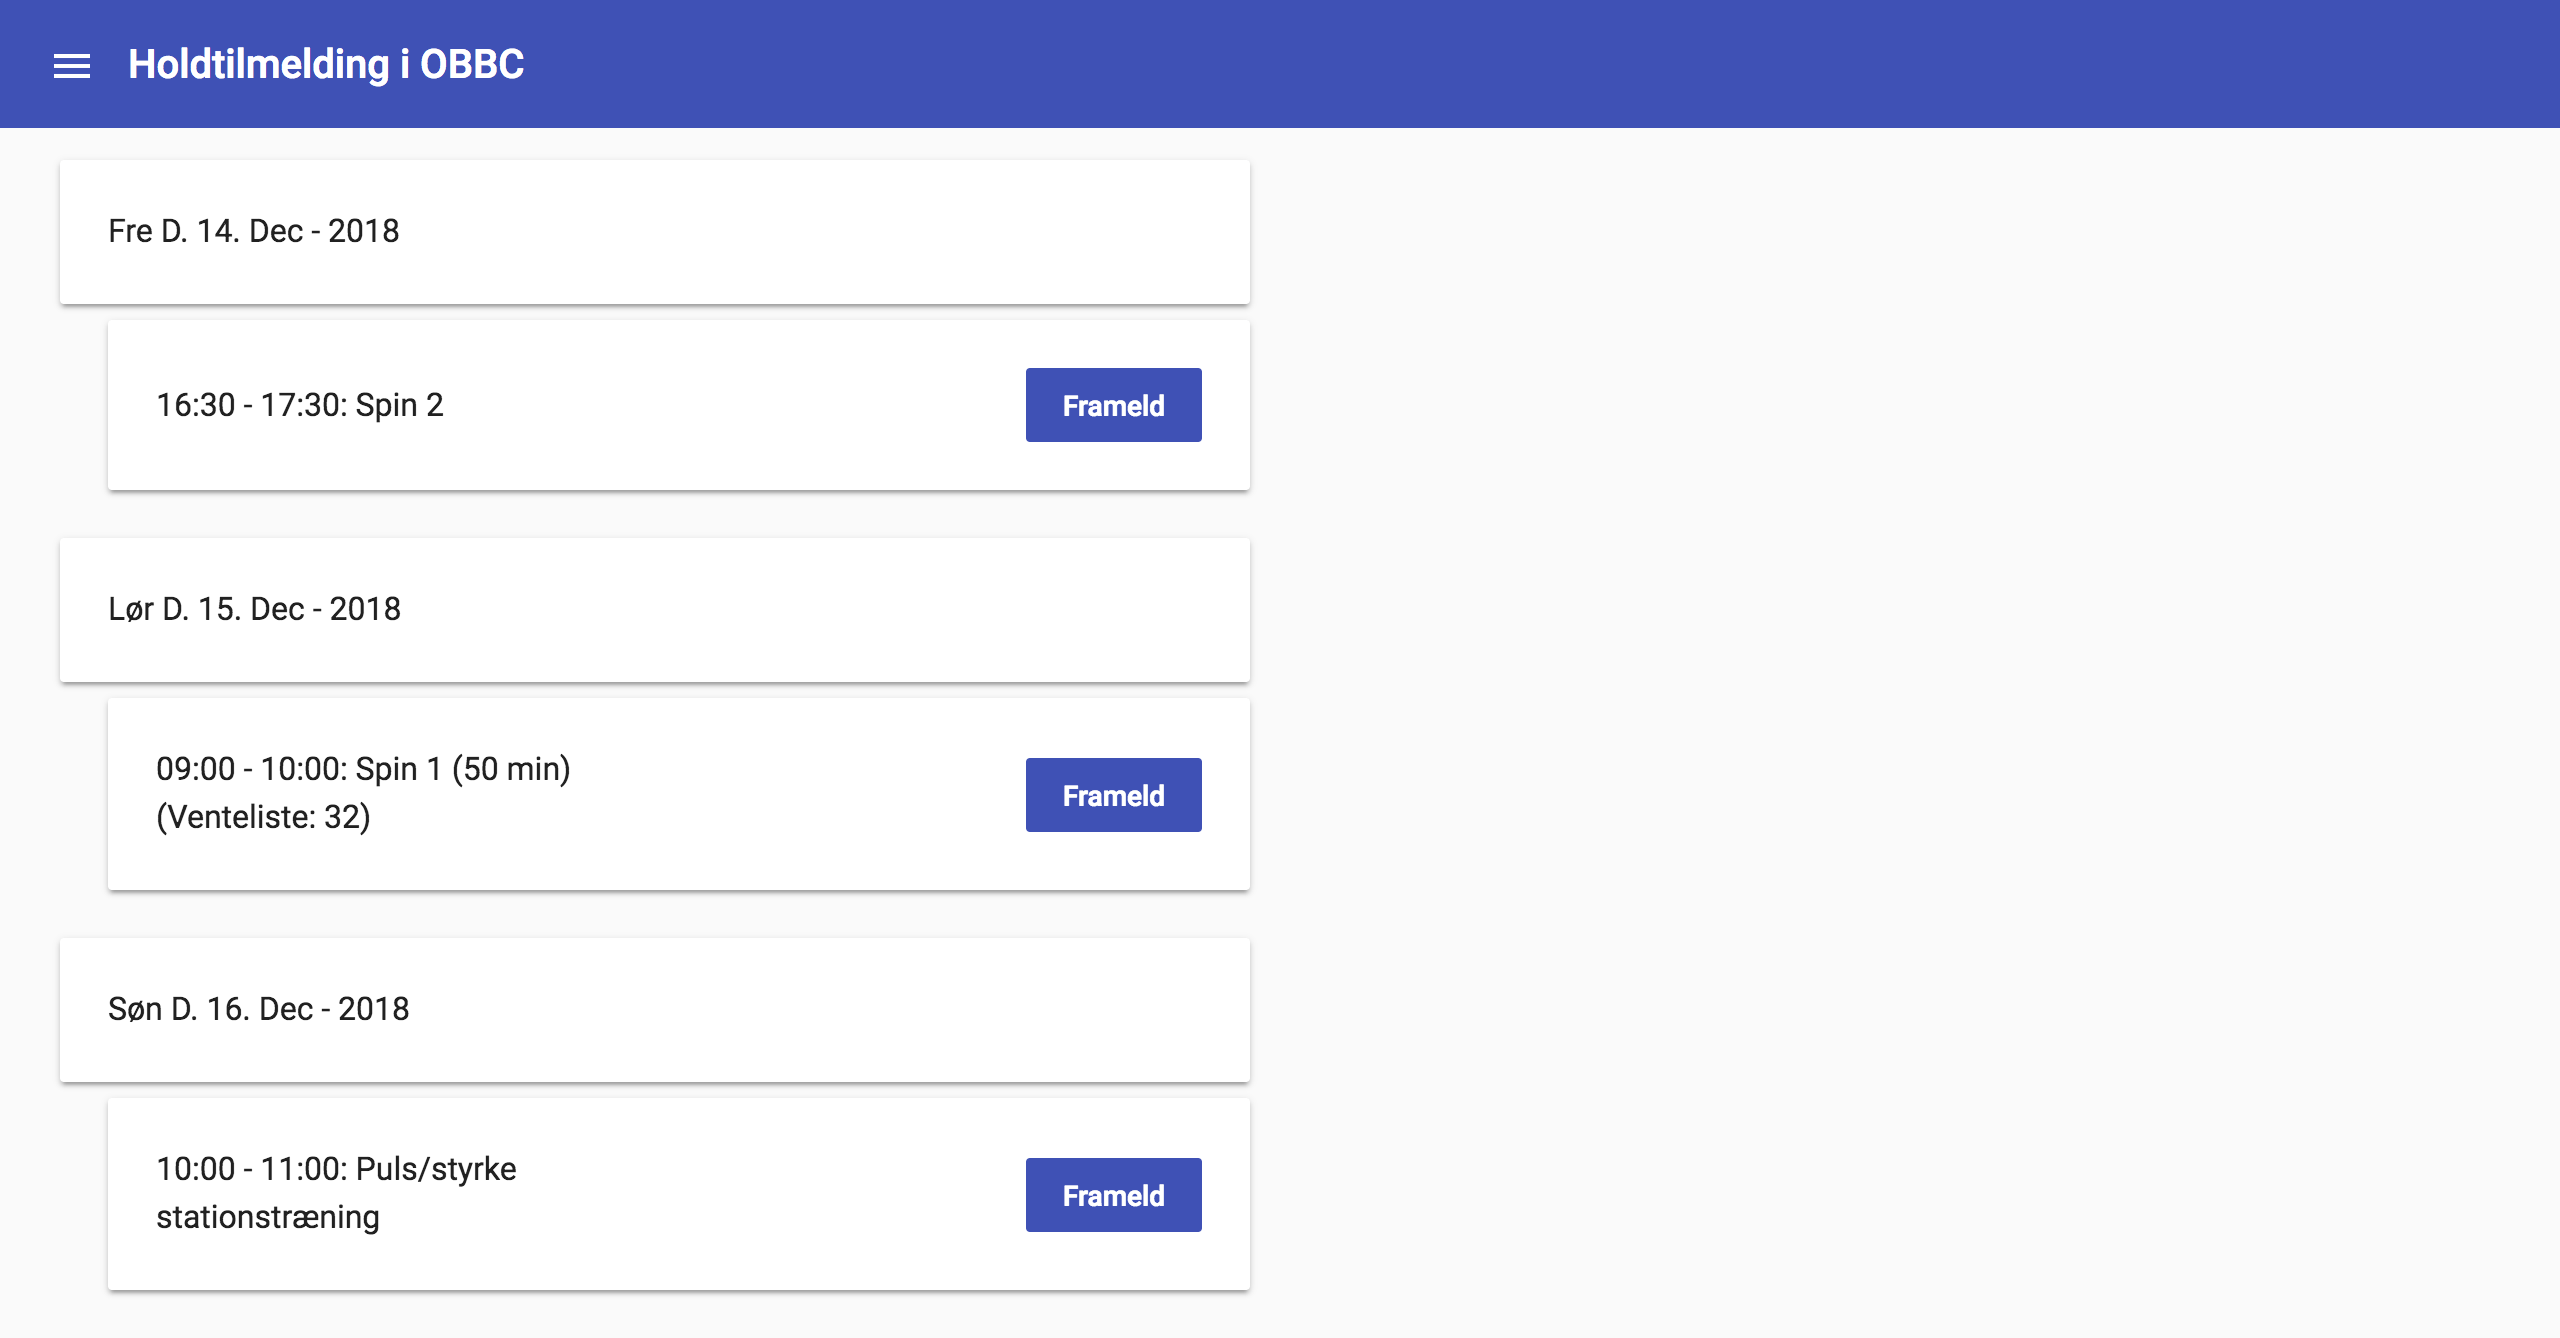 Holdtilmelding i OBBC
Fre D. 14. Dec - 2018
16:30 - 17:30: Spin 2
Frameld
Lør D. 15. Dec - 2018
09:00 - 10:00: Spin 1 (50 min)
(Venteliste: 32)
Frameld
Søn D. 16. Dec - 2018
10:00 - 11:00: Puls/styrke
stationstræning
Frameld